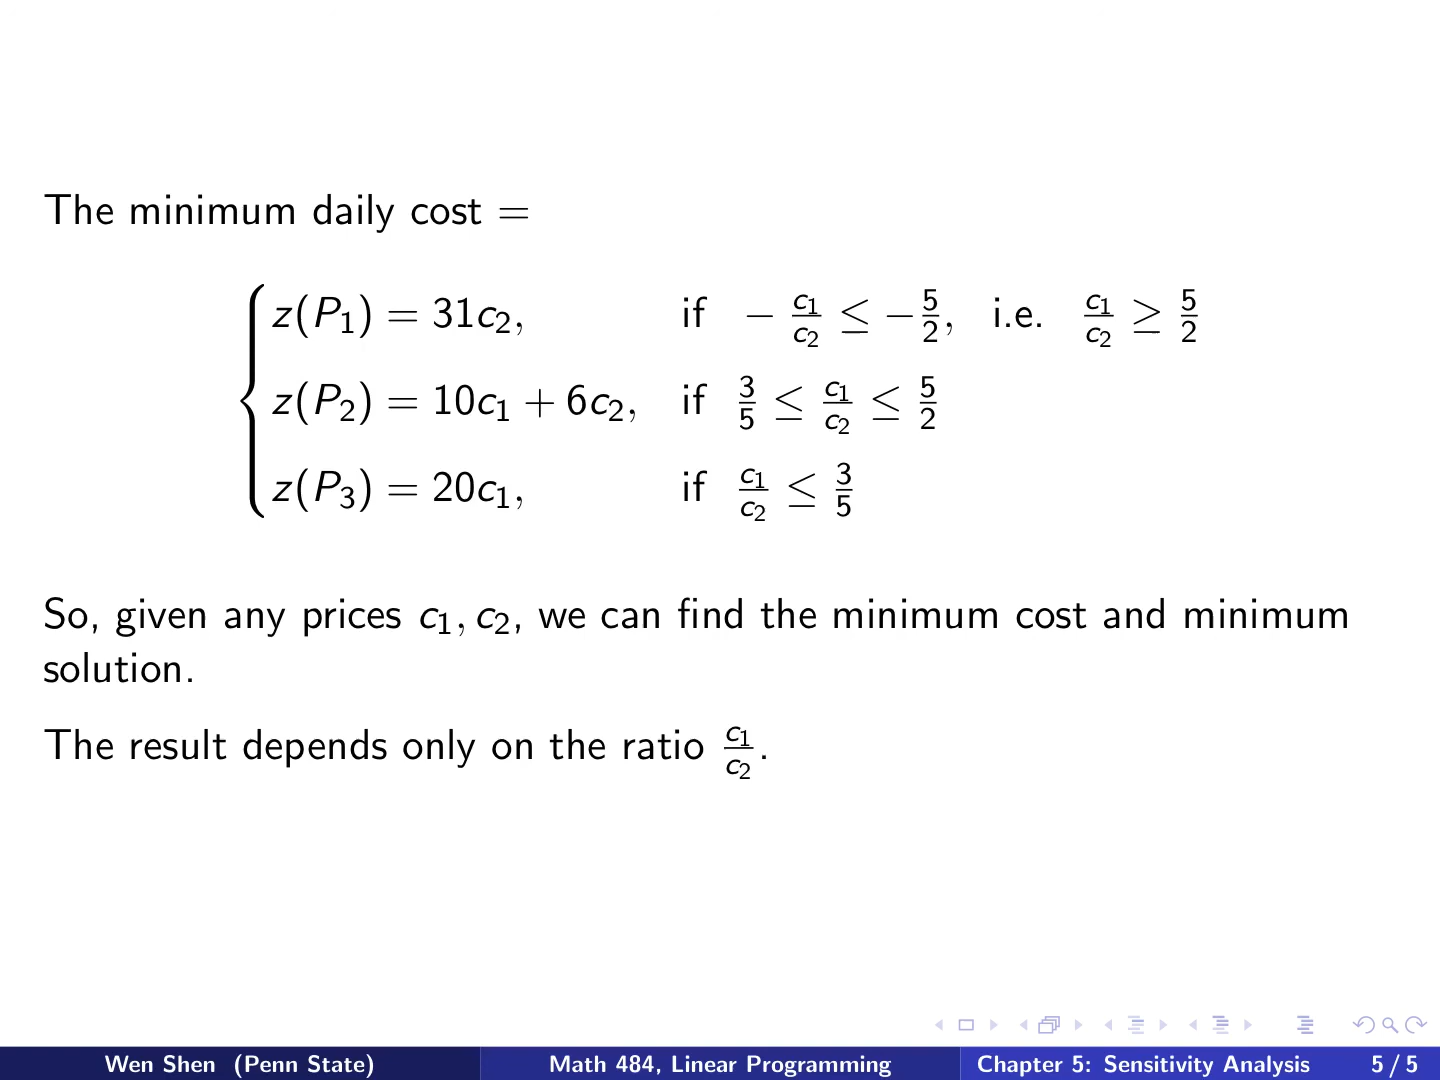 The minimum daily cost =
z(P₁) = 31c₂, if − c₁/c₂ ≤ −5/2, i.e. c₁/c₂ ≥ 5/2
z(P₂) = 10c₁ + 6c₂, if 3/5 ≤ c₁/c₂ ≤ 5/2
z(P₃) = 20c₁, if c₁/c₂ ≤ 3/5
So, given any prices c₁, c₂, we can find the minimum cost and minimum
solution.
The result depends only on the ratio c₁/c₂.
Wen Shen (Penn State) Math 484, Linear Programming Chapter 5: Sensitivity Analysis 5 / 5